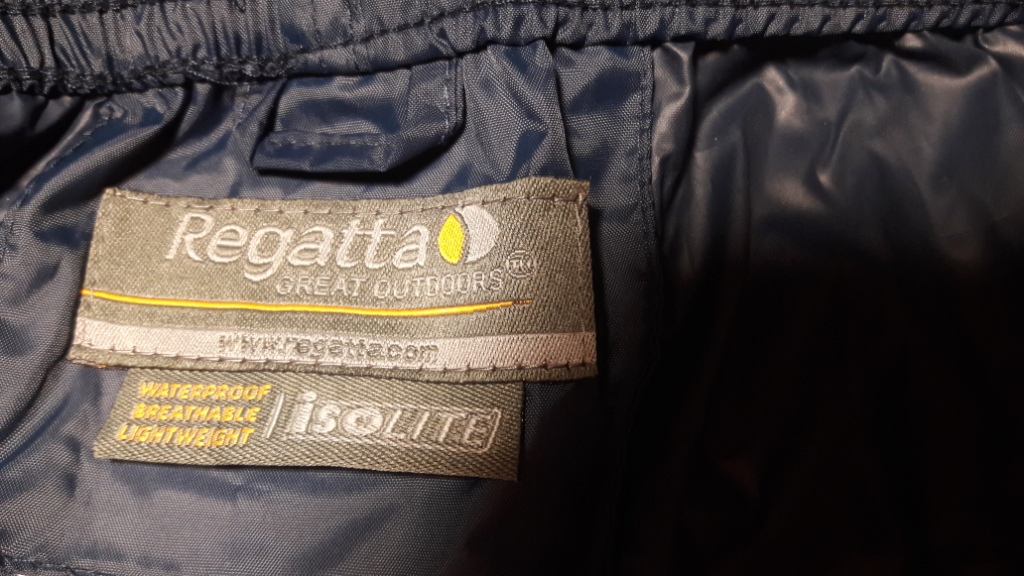 Regatta
GREAT OUTDOORS
www.regatta.com
WATERPROOF
BREATHABLE
LIGHTWEIGHT
isOLITE